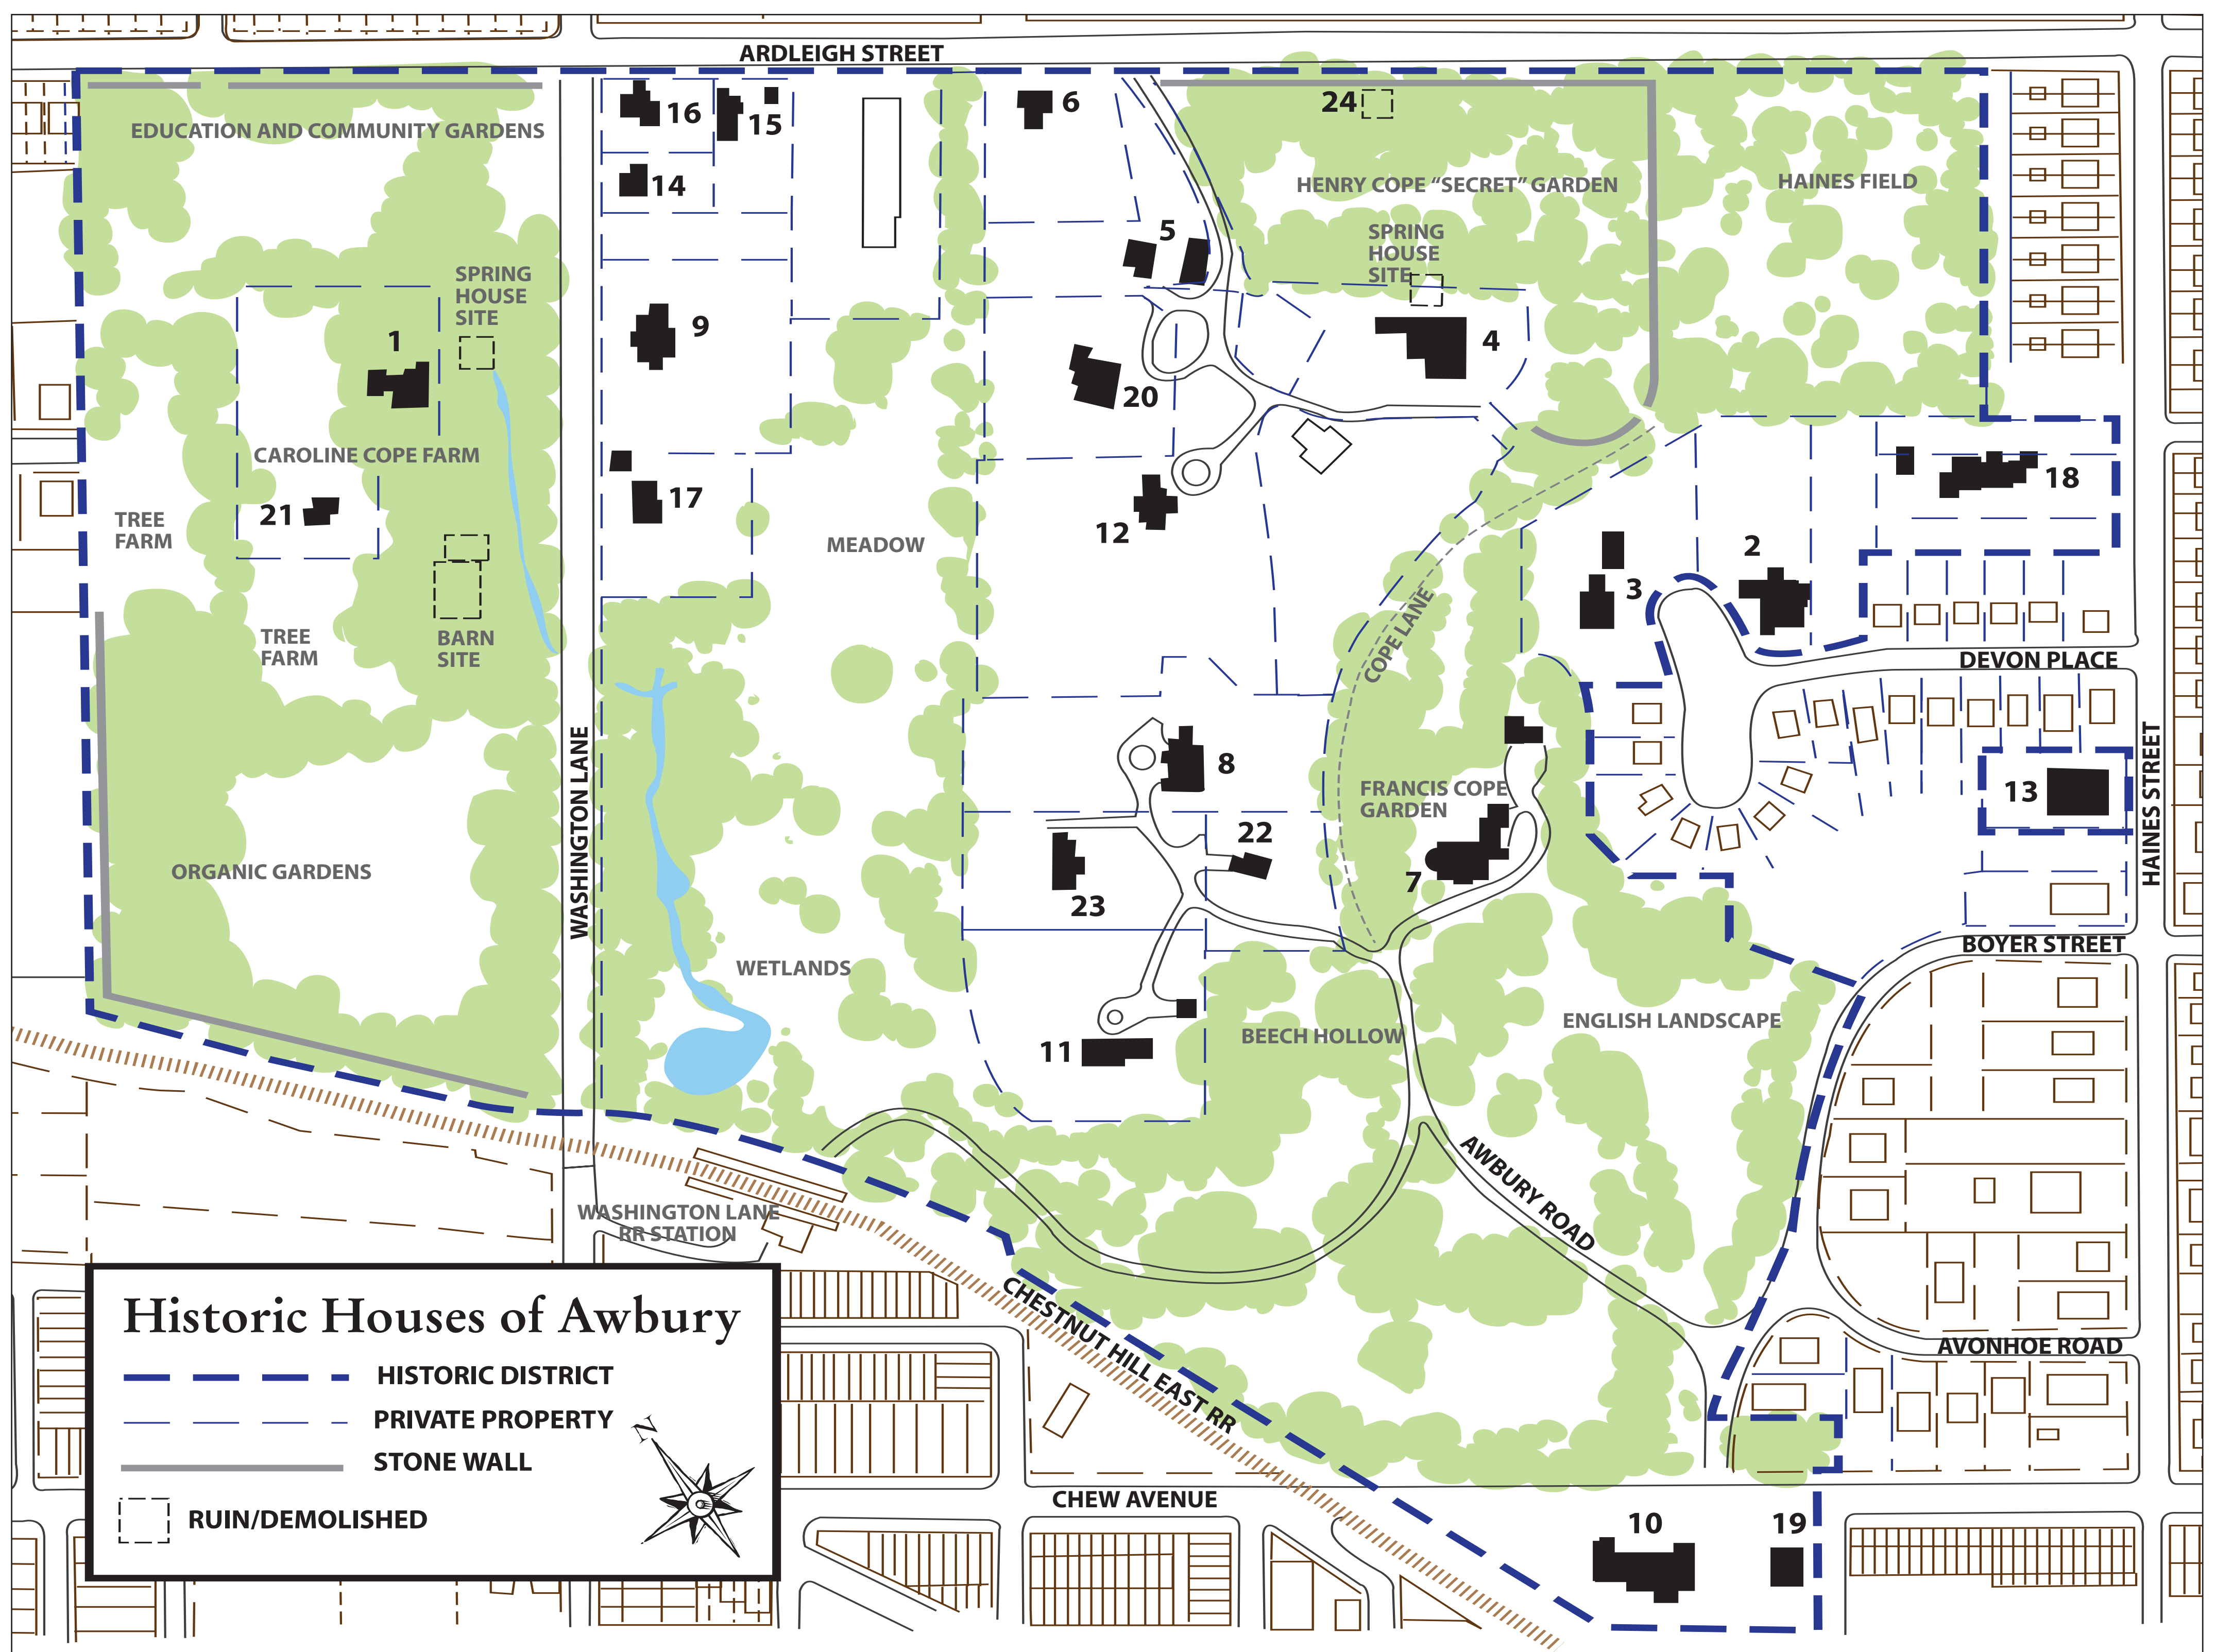 ARDLEIGH STREET
16
15
6
24
EDUCATION AND COMMUNITY GARDENS
14
HENRY COPE “SECRET” GARDEN
HAINES FIELD
5
SPRING
HOUSE
SITE
SPRING
HOUSE
SITE
1
9
4
20
CAROLINE COPE FARM
21
17
18
TREE
FARM
12
MEADOW
2
3
COPE LANE
TREE
FARM
BARN
SITE
DEVON PLACE
WASHINGTON LANE
8
FRANCIS COPE
GARDEN
13
HAINES STREET
22
7
ORGANIC GARDENS
23
BOYER STREET
WETLANDS
ENGLISH LANDSCAPE
BEECH HOLLOW
11
AWBURY ROAD
WASHINGTON LANE
RR STATION
CHESTNUT HILL EAST RR
AVONHOE ROAD
Historic Houses of Awbury
HISTORIC DISTRICT
PRIVATE PROPERTY
STONE WALL
RUIN/DEMOLISHED
N
CHEW AVENUE
10
19